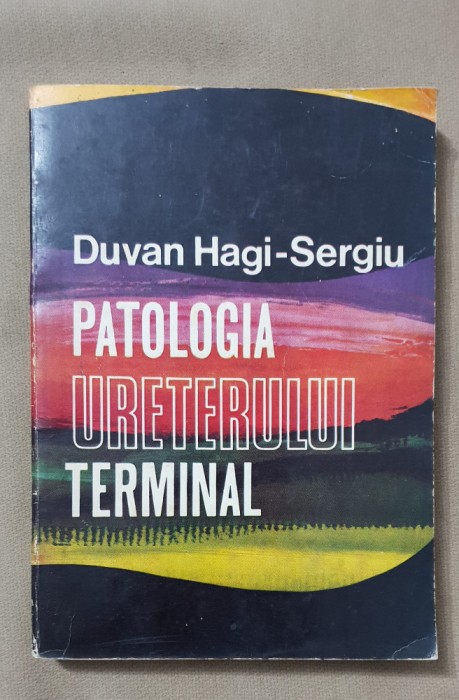 Duvan Hagi-Sergiu
PATOLOGIA
URETERULUI
TERMINAL